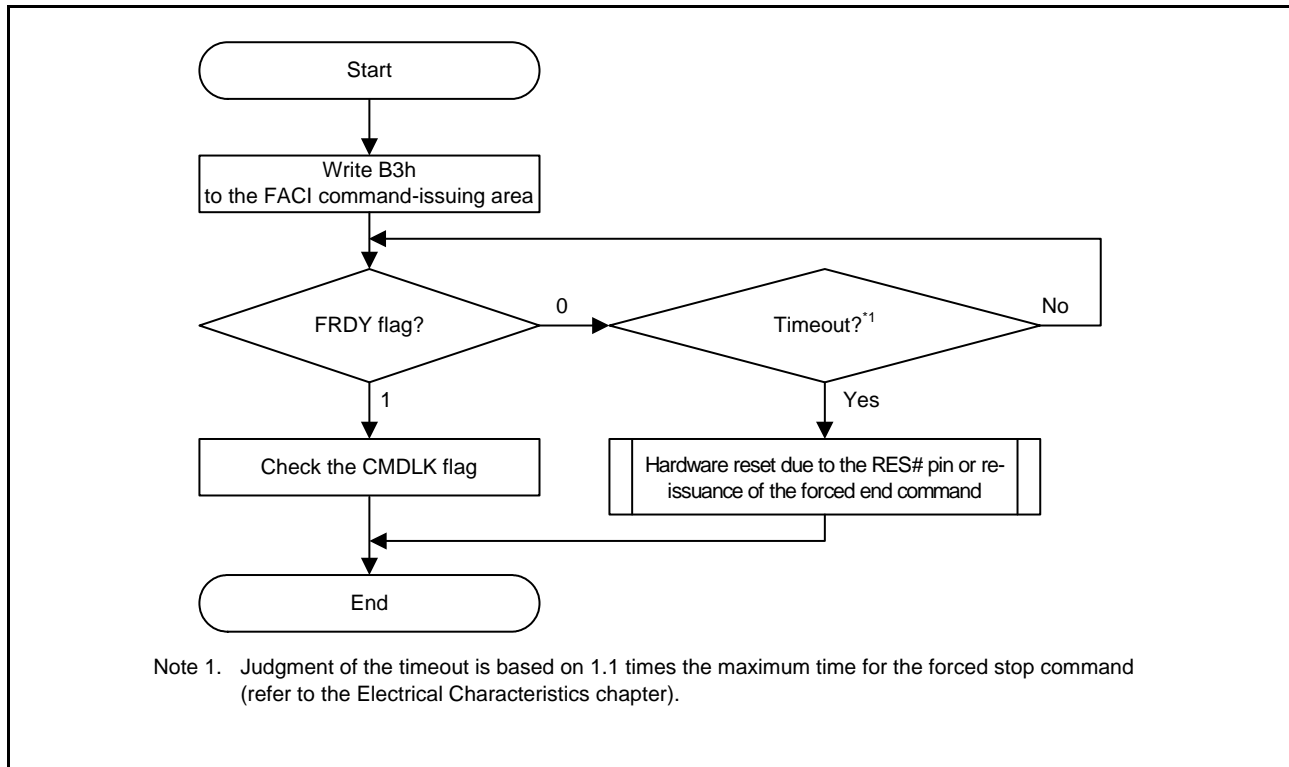 Start
Write B3h
to the FACI command-issuing area
FRDY flag?
0
Timeout?*1
No
1
Yes
Check the CMDLK flag
Hardware reset due to the RES# pin or re-
issuance of the forced end command
End
Note 1. Judgment of the timeout is based on 1.1 times the maximum time for the forced stop command
(refer to the Electrical Characteristics chapter).